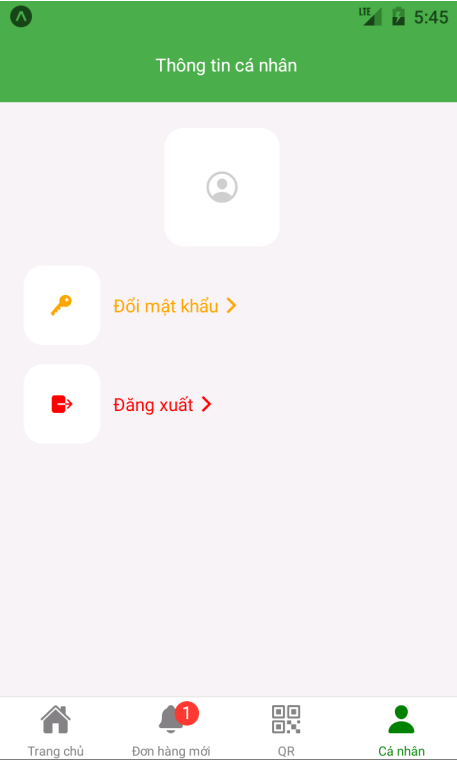 LTE 5:45
Thông tin cá nhân
Đổi mật khẩu
Đăng xuất
1
Trang chủ Đơn hàng mới QR Cá nhân